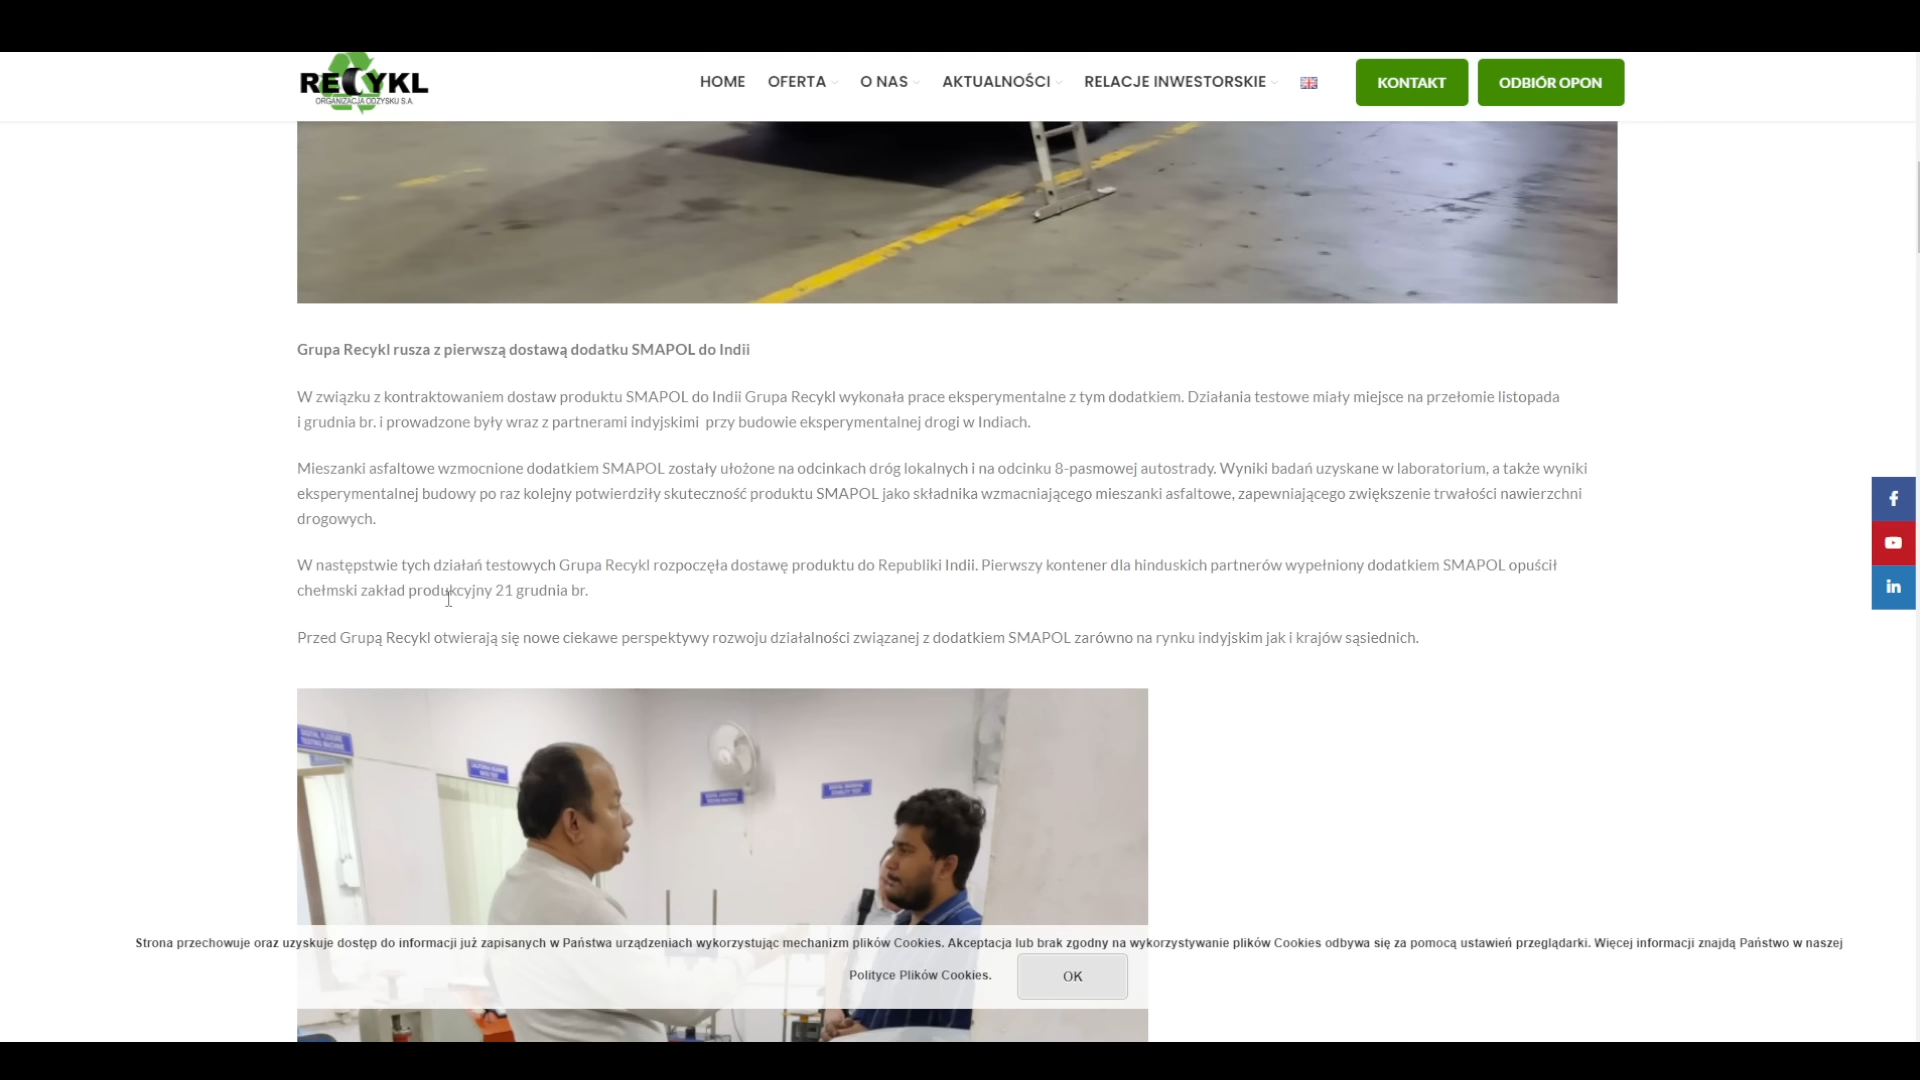 RECYKL
ORGANIZACJA ODZYSKU S.A.
HOME
OFERTA
O NAS
AKTUALNOŚCI
RELACJE INWESTORSKIE
KONTAKT
ODBIÓR OPON
Grupa Recykl rusza z pierwszą dostawą dodatku SMAPOL do Indii
W związku z kontraktowaniem dostaw produktu SMAPOL do Indii Grupa Recykl wykonała prace eksperymentalne z tym dodatkiem. Działania testowe miały miejsce na przełomie listopada
i grudnia br. i prowadzone były wraz z partnerami indyjskimi  przy budowie eksperymentalnej drogi w Indiach.
Mieszanki asfaltowe wzmocnione dodatkiem SMAPOL zostały ułożone na odcinkach dróg lokalnych i na odcinku 8-pasmowej autostrady. Wyniki badań uzyskane w laboratorium, a także wyniki
eksperymentalnej budowy po raz kolejny potwierdziły skuteczność produktu SMAPOL jako składnika wzmacniającego mieszanki asfaltowe, zapewniającego zwiększenie trwałości nawierzchni
drogowych.
W następstwie tych działań testowych Grupa Recykl rozpoczęła dostawę produktu do Republiki Indii. Pierwszy kontener dla hinduskich partnerów wypełniony dodatkiem SMAPOL opuścił
chełmski zakład produkcyjny 21 grudnia br.
Przed Grupą Recykl otwierają się nowe ciekawe perspektywy rozwoju działalności związanej z dodatkiem SMAPOL zarówno na rynku indyjskim jak i krajów sąsiednich.
Strona przechowuje oraz uzyskuje dostęp do informacji już zapisanych w Państwa urządzeniach wykorzystując mechanizm plików Cookies. Akceptacja lub brak zgodny na wykorzystywanie plików Cookies odbywa się za pomocą ustawień przeglądarki. Więcej informacji znajdą Państwo w naszej
Polityce Plików Cookies.
OK